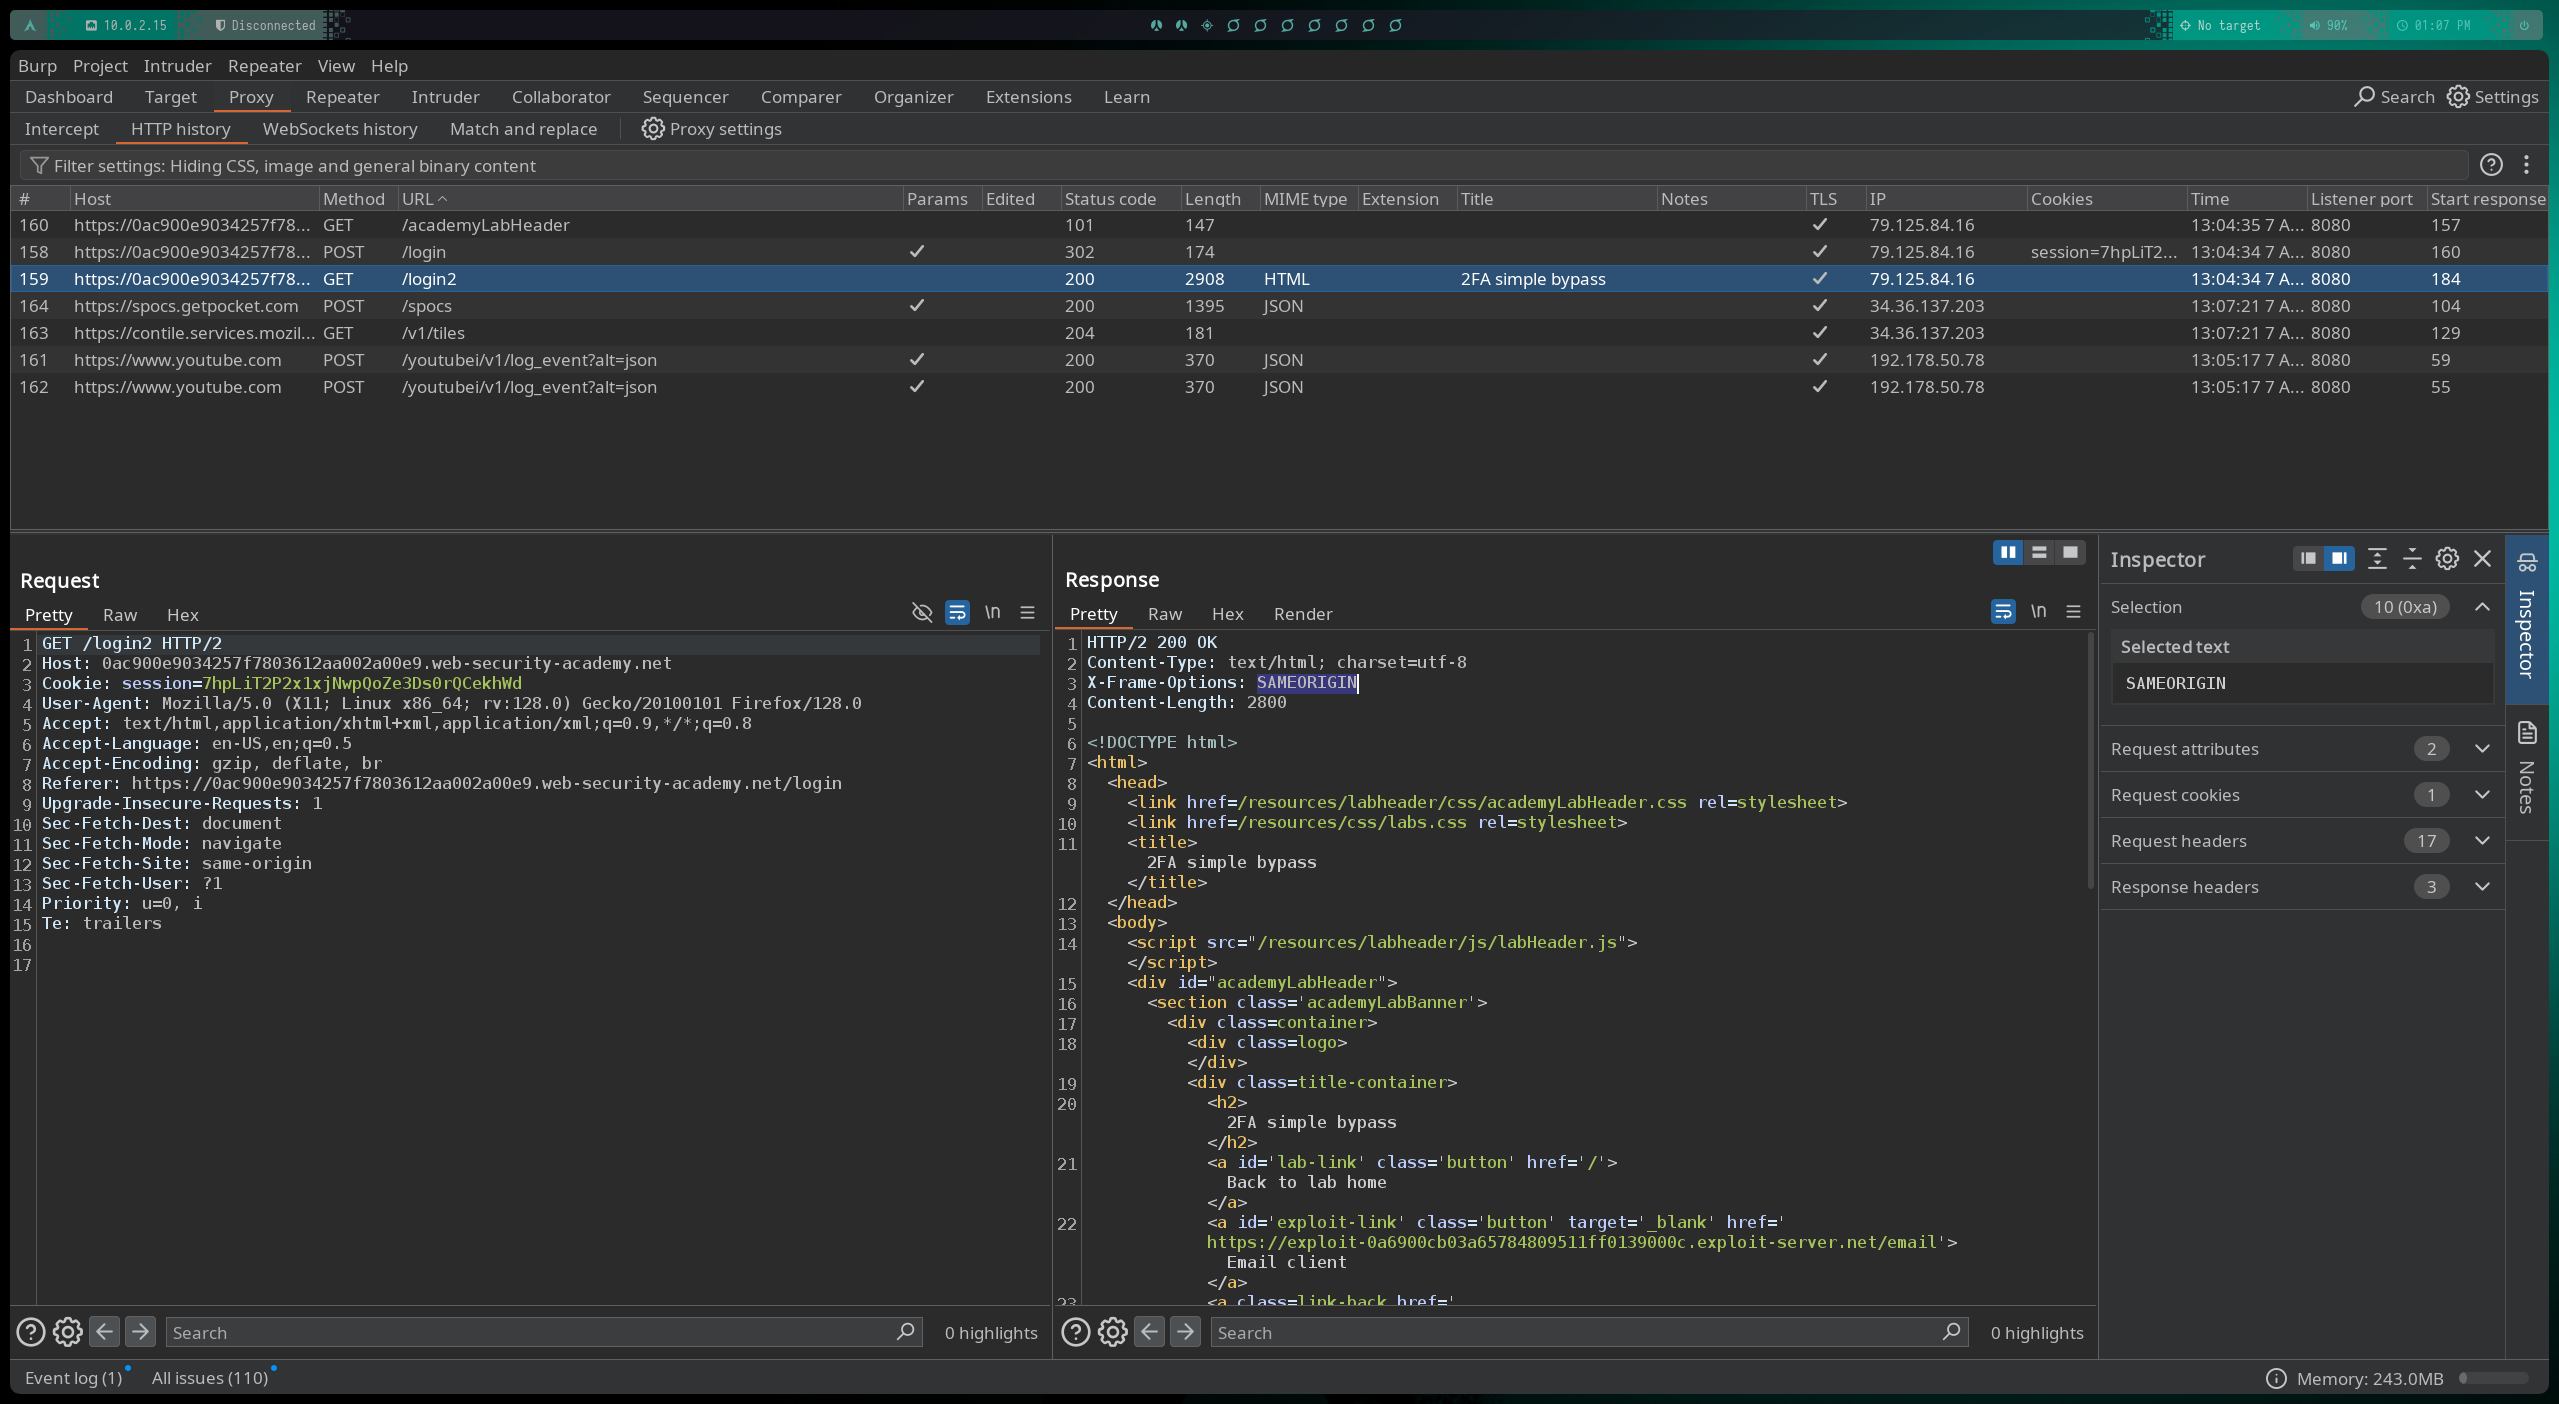 10.0.2.15 Disconnected No target 90% 01:07 PM
Burp Project Intruder Repeater View Help
Dashboard Target Proxy Repeater Intruder Collaborator Sequencer Comparer Organizer Extensions Learn Search Settings
Intercept HTTP history WebSockets history Match and replace Proxy settings
Filter settings: Hiding CSS, image and general binary content
# Host Method URL Params Edited Status code Length MIME type Extension Title Notes TLS IP Cookies Time Listener port Start response
160 https://0ac900e9034257f78... GET /academyLabHeader 101 147 ✓ 79.125.84.16 13:04:35 7 A... 8080 157
158 https://0ac900e9034257f78... POST /login ✓ 302 174 ✓ 79.125.84.16 session=7hpLiT2... 13:04:34 7 A... 8080 160
159 https://0ac900e9034257f78... GET /login2 200 2908 HTML 2FA simple bypass ✓ 79.125.84.16 13:04:34 7 A... 8080 184
164 https://spocs.getpocket.com POST /spocs ✓ 200 1395 JSON ✓ 34.36.137.203 13:07:21 7 A... 8080 104
163 https://contile.services.mozil... GET /v1/tiles 204 181 ✓ 34.36.137.203 13:07:21 7 A... 8080 129
161 https://www.youtube.com POST /youtubei/v1/log_event?alt=json ✓ 200 370 JSON ✓ 192.178.50.78 13:05:17 7 A... 8080 59
162 https://www.youtube.com POST /youtubei/v1/log_event?alt=json ✓ 200 370 JSON ✓ 192.178.50.78 13:05:17 7 A... 8080 55
Request
Pretty Raw Hex \n
1 GET /login2 HTTP/2
2 Host: 0ac900e9034257f7803612aa002a00e9.web-security-academy.net
3 Cookie: session=7hpLiT2P2x1xjNwpQoZe3Ds0rQCekhWd
4 User-Agent: Mozilla/5.0 (X11; Linux x86_64; rv:128.0) Gecko/20100101 Firefox/128.0
5 Accept: text/html,application/xhtml+xml,application/xml;q=0.9,*/*;q=0.8
6 Accept-Language: en-US,en;q=0.5
7 Accept-Encoding: gzip, deflate, br
8 Referer: https://0ac900e9034257f7803612aa002a00e9.web-security-academy.net/login
9 Upgrade-Insecure-Requests: 1
10 Sec-Fetch-Dest: document
11 Sec-Fetch-Mode: navigate
12 Sec-Fetch-Site: same-origin
13 Sec-Fetch-User: ?1
14 Priority: u=0, i
15 Te: trailers
16
17
Search 0 highlights
Response
Pretty Raw Hex Render \n
1 HTTP/2 200 OK
2 Content-Type: text/html; charset=utf-8
3 X-Frame-Options: SAMEORIGIN
4 Content-Length: 2800
5
6 <!DOCTYPE html>
7 <html>
8 <head>
9 <link href=/resources/labheader/css/academyLabHeader.css rel=stylesheet>
10 <link href=/resources/css/labs.css rel=stylesheet>
11 <title>
2FA simple bypass
</title>
12 </head>
13 <body>
14 <script src="/resources/labheader/js/labHeader.js">
</script>
15 <div id="academyLabHeader">
16 <section class='academyLabBanner'>
17 <div class=container>
18 <div class=logo>
</div>
19 <div class=title-container>
20 <h2>
2FA simple bypass
</h2>
21 <a id='lab-link' class='button' href='/'>
Back to lab home
</a>
22 <a id='exploit-link' class='button' target='_blank' href='
https://exploit-0a6900cb03a65784809511ff0139000c.exploit-server.net/email'>
Email client
</a>
23 <a class=link-back href='
Search 0 highlights
Inspector
Selection 10 (0xa)
Selected text
SAMEORIGIN
Request attributes 2
Request cookies 1
Request headers 17
Response headers 3
Inspector
Notes
Event log (1) All issues (110) Memory: 243.0MB